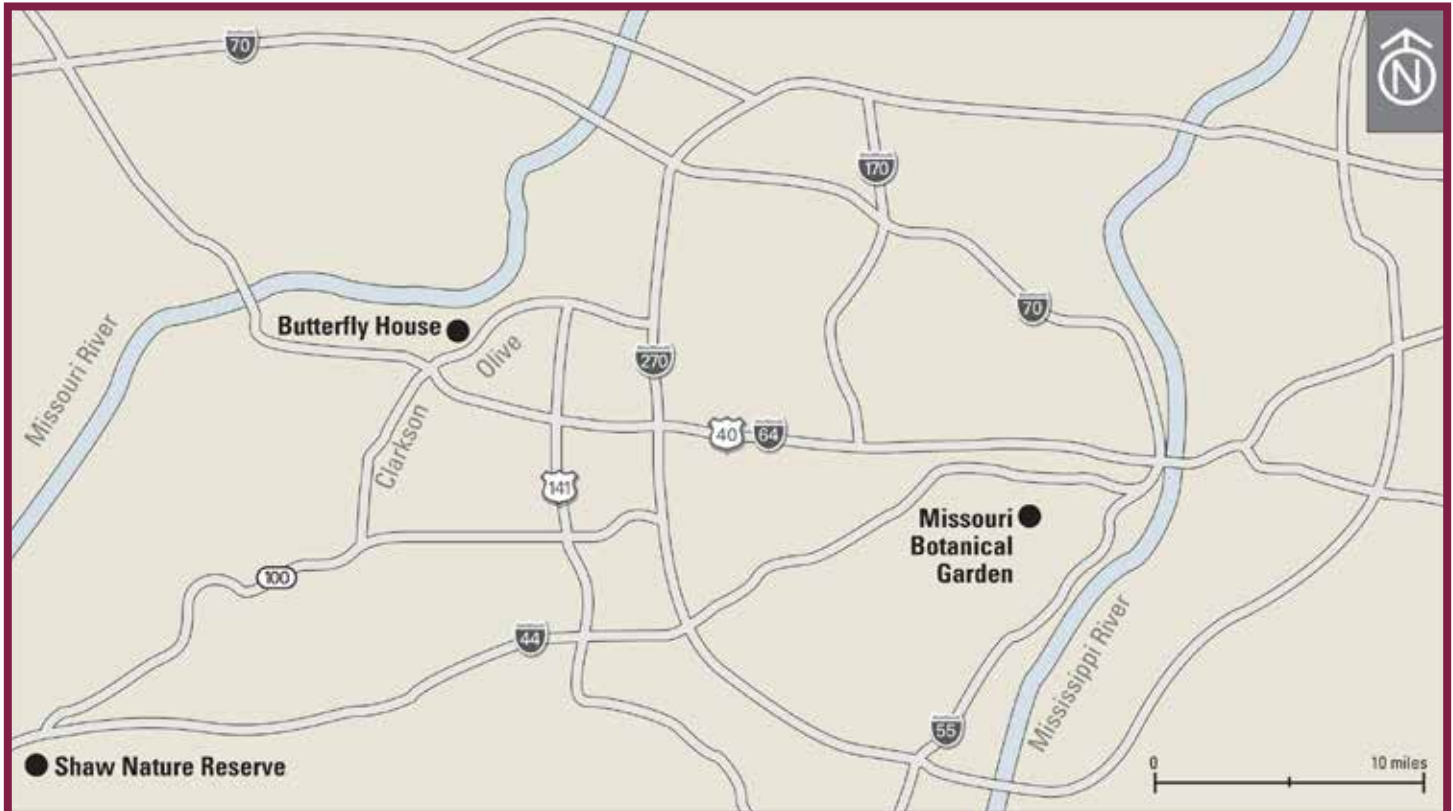 70
N
170
Missouri River
Butterfly House
Olive
70
270
Clarkson
40
64
141
Missouri
Botanical
Garden
100
44
Mississippi River
55
Shaw Nature Reserve
0
10 miles